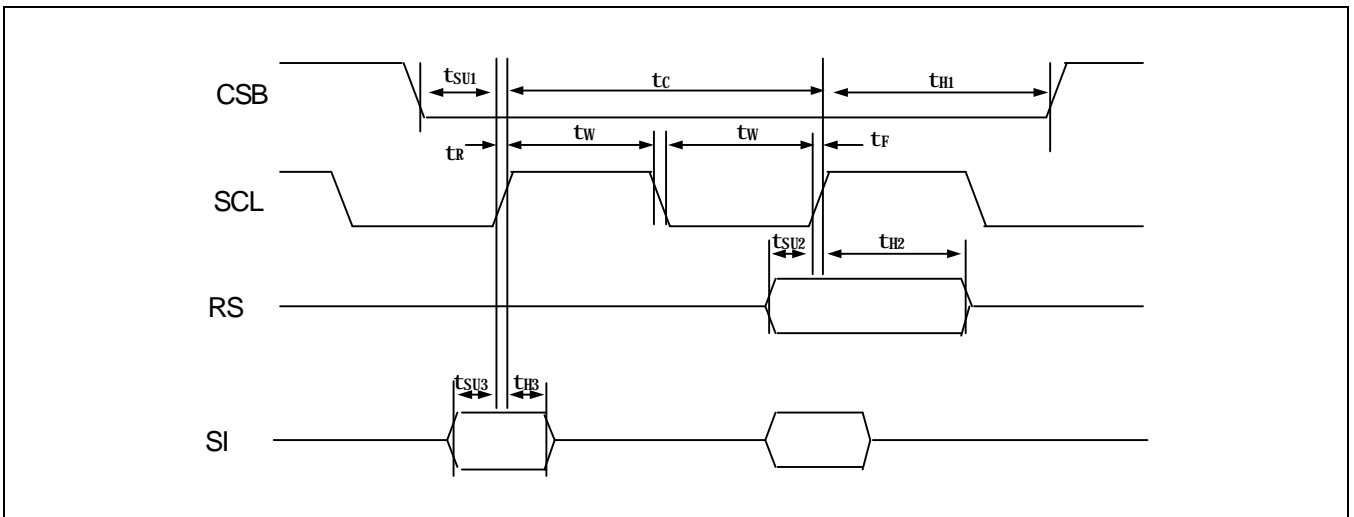 CSB
tSU1
tC
tH1
tR
tW
tW
tF
SCL
tSU2
tH2
RS
tSU3
tH3
SI